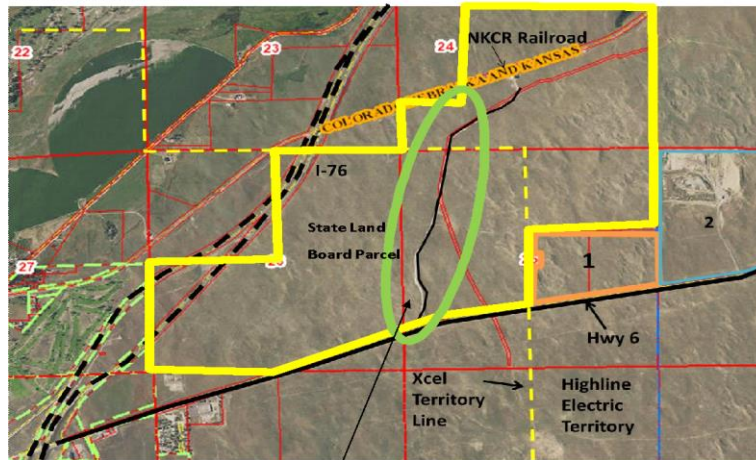 22
23
24
NKCR Railroad
COLORADO NEBRASKA AND KANSAS
I-76
State Land
Board Parcel
2
27
1
Hwy 6
Xcel
Territory
Line
Highline
Electric
Territory